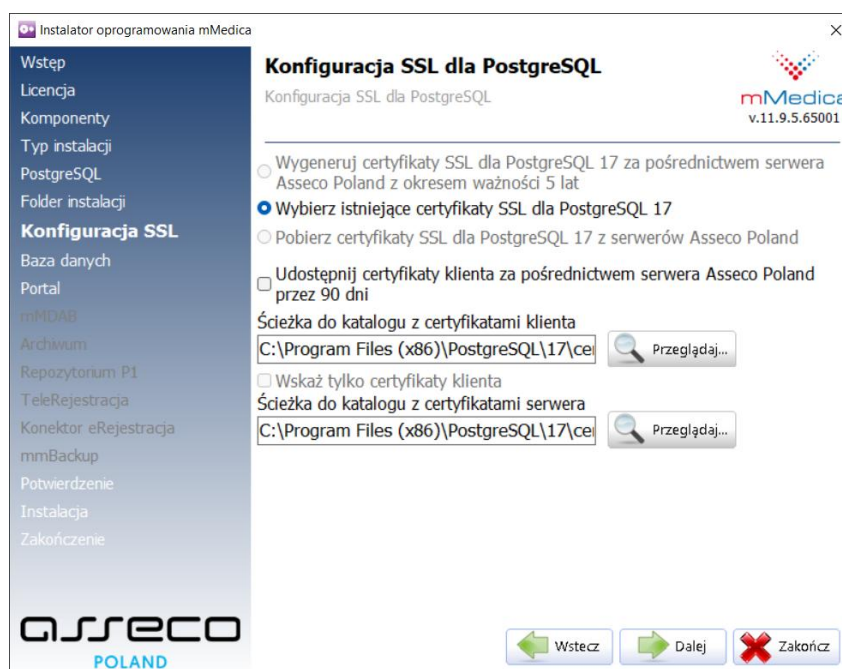 Instalator oprogramowania mMedica
Wstęp
Licencja
Komponenty
Typ instalacji
PostgreSQL
Folder instalacji
Konfiguracja SSL
Baza danych
Portal
mMDAB
Archiwum
Repozytorium P1
TeleRejestracja
Konektor eRejestracja
mmBackup
Potwierdzenie
Instalacja
Zakończenie
asseco
POLAND
Konfiguracja SSL dla PostgreSQL
Konfiguracja SSL dla PostgreSQL
mMedica
v.11.9.5.65001
Wygeneruj certyfikaty SSL dla PostgreSQL 17 za pośrednictwem serwera
Asseco Poland z okresem ważności 5 lat
Wybierz istniejące certyfikaty SSL dla PostgreSQL 17
Pobierz certyfikaty SSL dla PostgreSQL 17 z serwerów Asseco Poland
Udostępnij certyfikaty klienta za pośrednictwem serwera Asseco Poland
przez 90 dni
Ścieżka do katalogu z certyfikatami klienta
C:\Program Files (x86)\PostgreSQL\17\cer
Przeglądaj...
Wskaż tylko certyfikaty klienta
Ścieżka do katalogu z certyfikatami serwera
C:\Program Files (x86)\PostgreSQL\17\cer
Przeglądaj...
Wstecz
Dalej
Zakończ